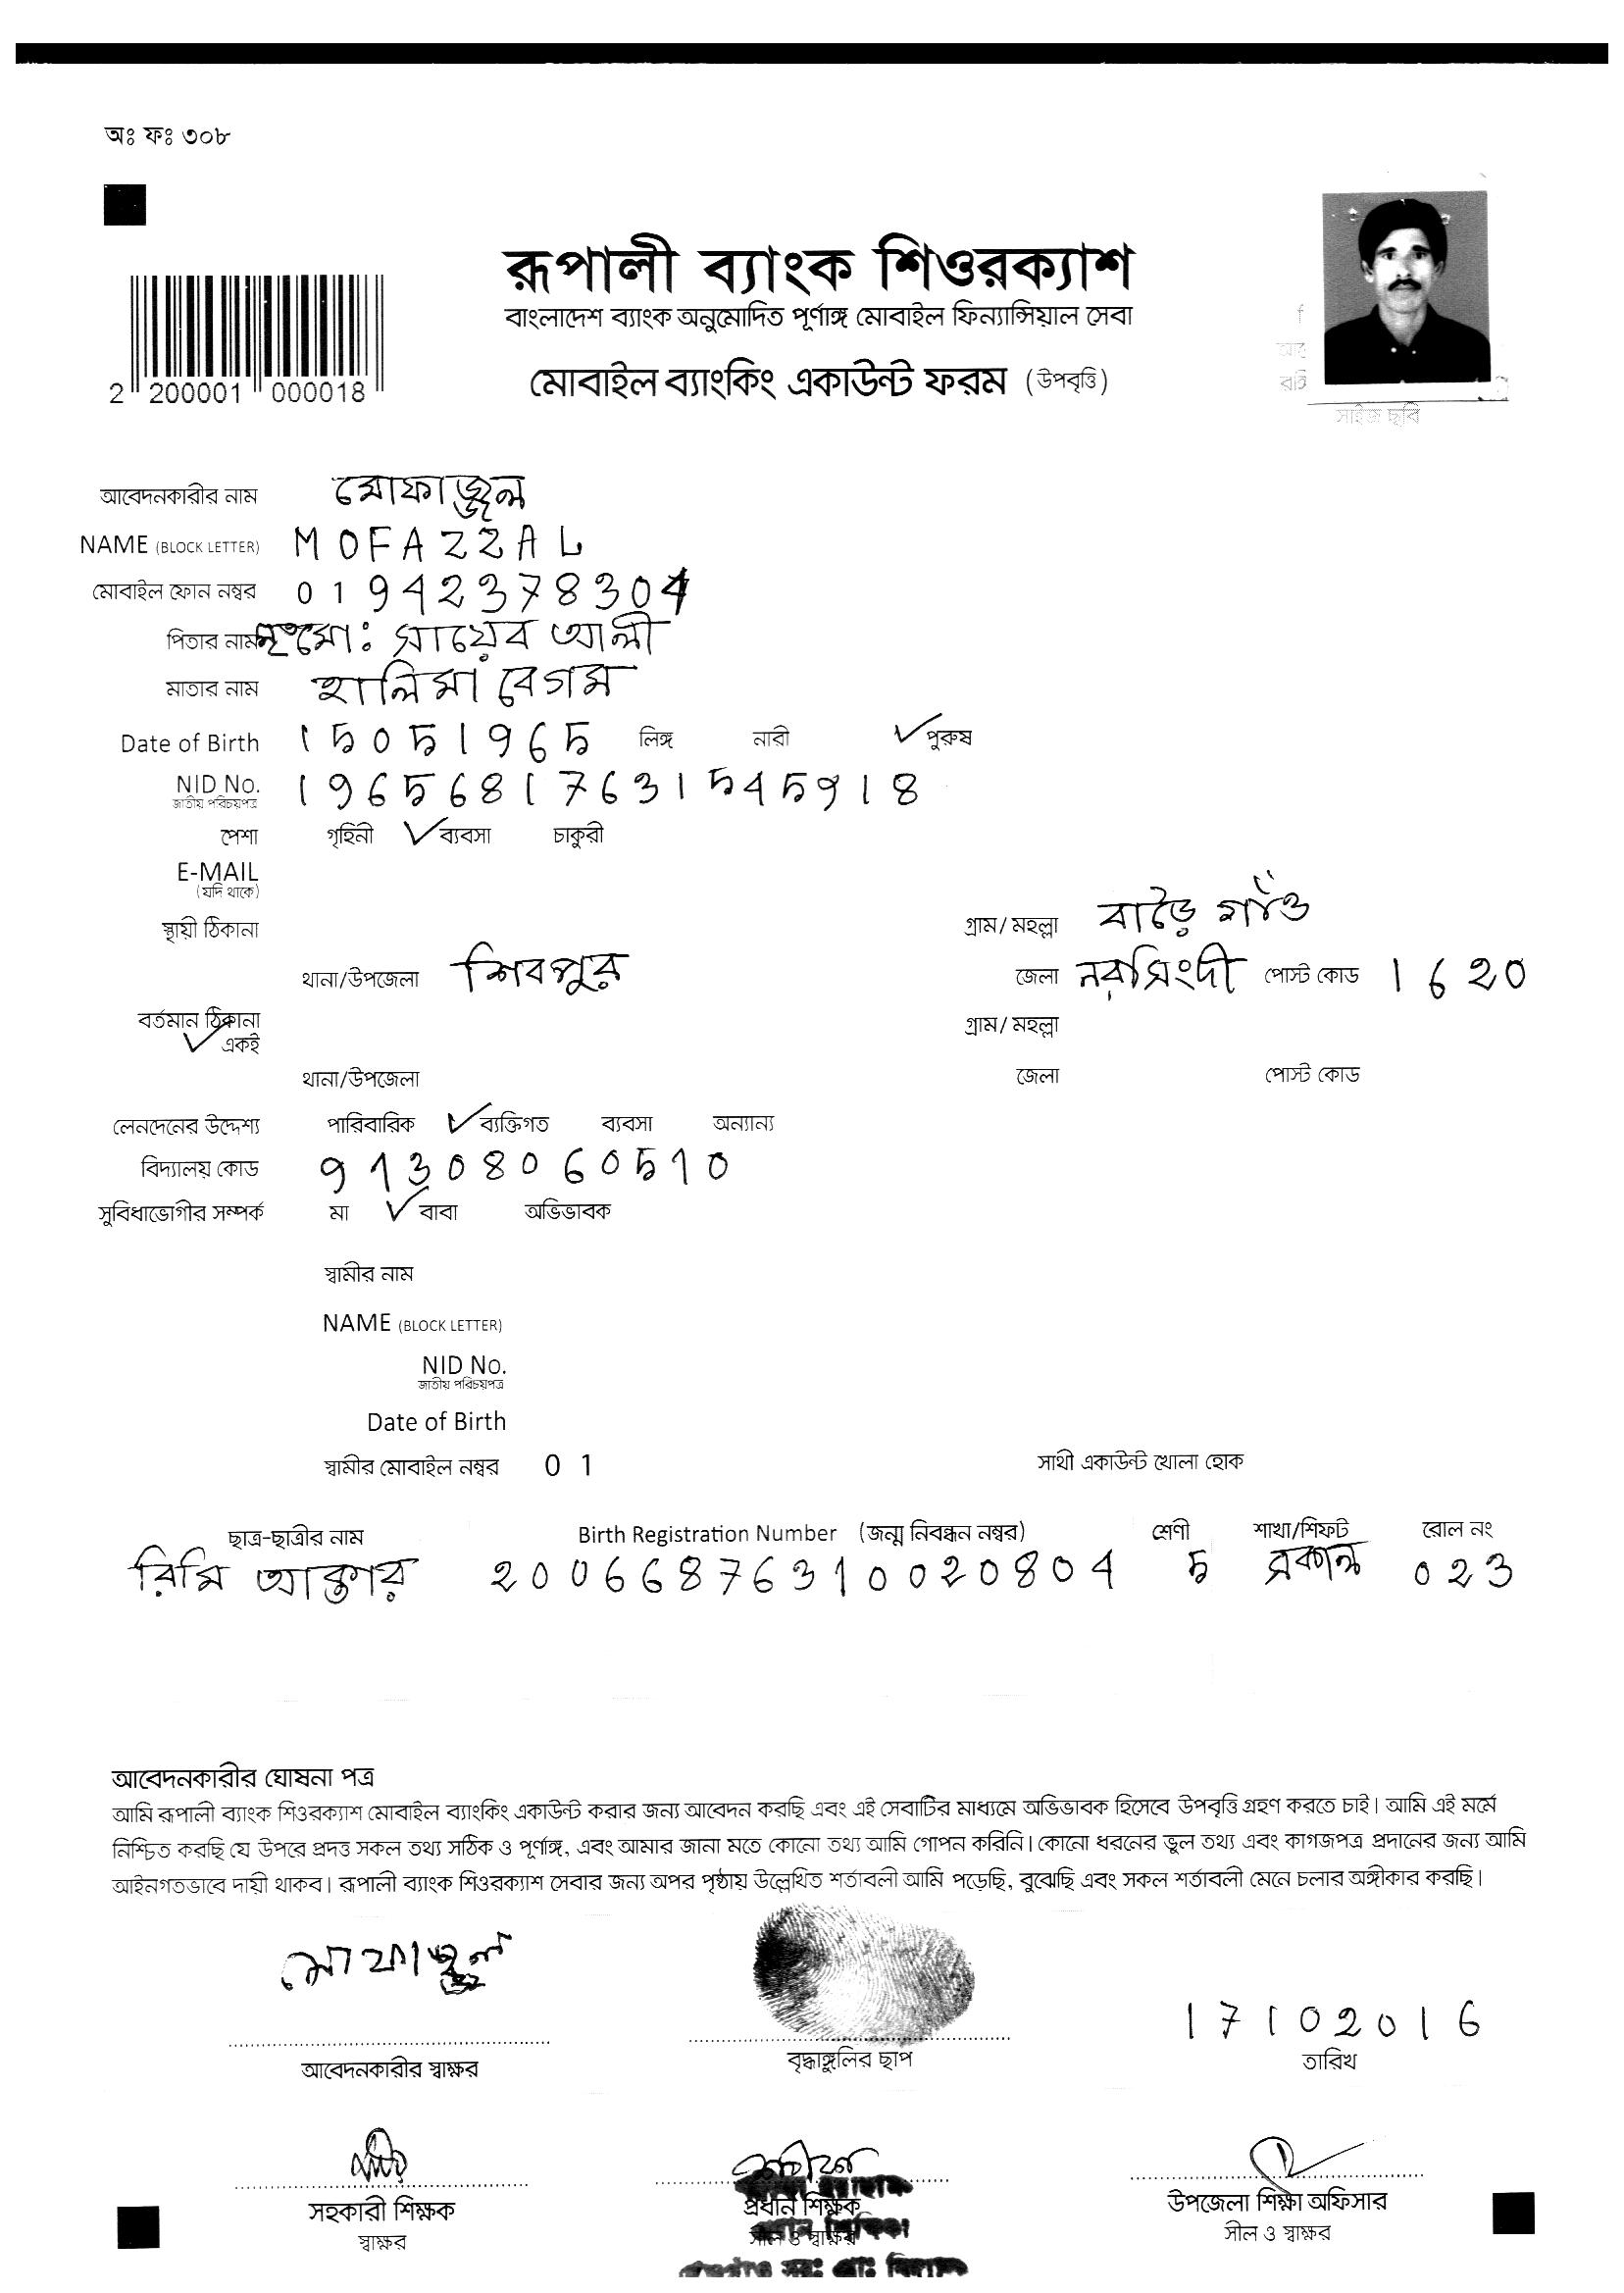 অঃ ফঃ ৩০৮
রূপালী ব্যাংক শিওরক্যাশ
বাংলাদেশ ব্যাংক অনুমোদিত পূর্ণাঙ্গ মোবাইল ফিন্যান্সিয়াল সেবা
মোবাইল ব্যাংকিং একাউন্ট ফরম (উপবৃত্তি)
2 200001 000018
সাইজ ছবি
আবেদনকারীর নাম মোফাজ্জল
NAME (BLOCK LETTER) MOFAZZAL
মোবাইল ফোন নম্বর 01942378304
পিতার নাম মৃত মো: সায়েব আলী
মাতার নাম হালিমা বেগম
Date of Birth 15051965 লিঙ্গ নারী পুরুষ
NID No. 19656817631545918
জাতীয় পরিচয়পত্র
পেশা গৃহিনী ব্যবসা চাকুরী
E-MAIL
(যদি থাকে)
স্থায়ী ঠিকানা গ্রাম/ মহল্লা বাড়ৈ গাঁও
থানা/উপজেলা শিবপুর জেলা নরসিংদী পোস্ট কোড 1620
বর্তমান ঠিকানা গ্রাম/ মহল্লা
একই
থানা/উপজেলা জেলা পোস্ট কোড
লেনদেনের উদ্দেশ্য পারিবারিক ব্যক্তিগত ব্যবসা অন্যান্য
বিদ্যালয় কোড 91308060510
সুবিধাভোগীর সম্পর্ক মা বাবা অভিভাবক
স্বামীর নাম
NAME (BLOCK LETTER)
NID No.
জাতীয় পরিচয়পত্র
Date of Birth
স্বামীর মোবাইল নম্বর 01 সাথী একাউন্ট খোলা হোক
ছাত্র-ছাত্রীর নাম Birth Registration Number (জন্ম নিবন্ধন নম্বর) শ্রেণী শাখা/শিফট রোল নং
রিমি আক্তার 20066876310020804 5 023
আবেদনকারীর ঘোষনা পত্র
আমি রূপালী ব্যাংক শিওরক্যাশ মোবাইল ব্যাংকিং একাউন্ট করার জন্য আবেদন করছি এবং এই সেবাটির মাধ্যমে অভিভাবক হিসেবে উপবৃত্তি গ্রহণ করতে চাই। আমি এই মর্মে
নিশ্চিত করছি যে উপরে প্রদত্ত সকল তথ্য সঠিক ও পূর্ণাঙ্গ, এবং আমার জানা মতে কোনো তথ্য আমি গোপন করিনি। কোনো ধরনের ভুল তথ্য এবং কাগজপত্র প্রদানের জন্য আমি
আইনগতভাবে দায়ী থাকব। রূপালী ব্যাংক শিওরক্যাশ সেবার জন্য অপর পৃষ্ঠায় উল্লেখিত শর্তাবলী আমি পড়েছি, বুঝেছি এবং সকল শর্তাবলী মেনে চলার অঙ্গীকার করছি।
মোফাজ্জল
17102016
আবেদনকারীর স্বাক্ষর বৃদ্ধাঙ্গুলির ছাপ তারিখ
সহকারী শিক্ষক প্রধান শিক্ষক উপজেলা শিক্ষা অফিসার
স্বাক্ষর সীল ও স্বাক্ষর সীল ও স্বাক্ষর